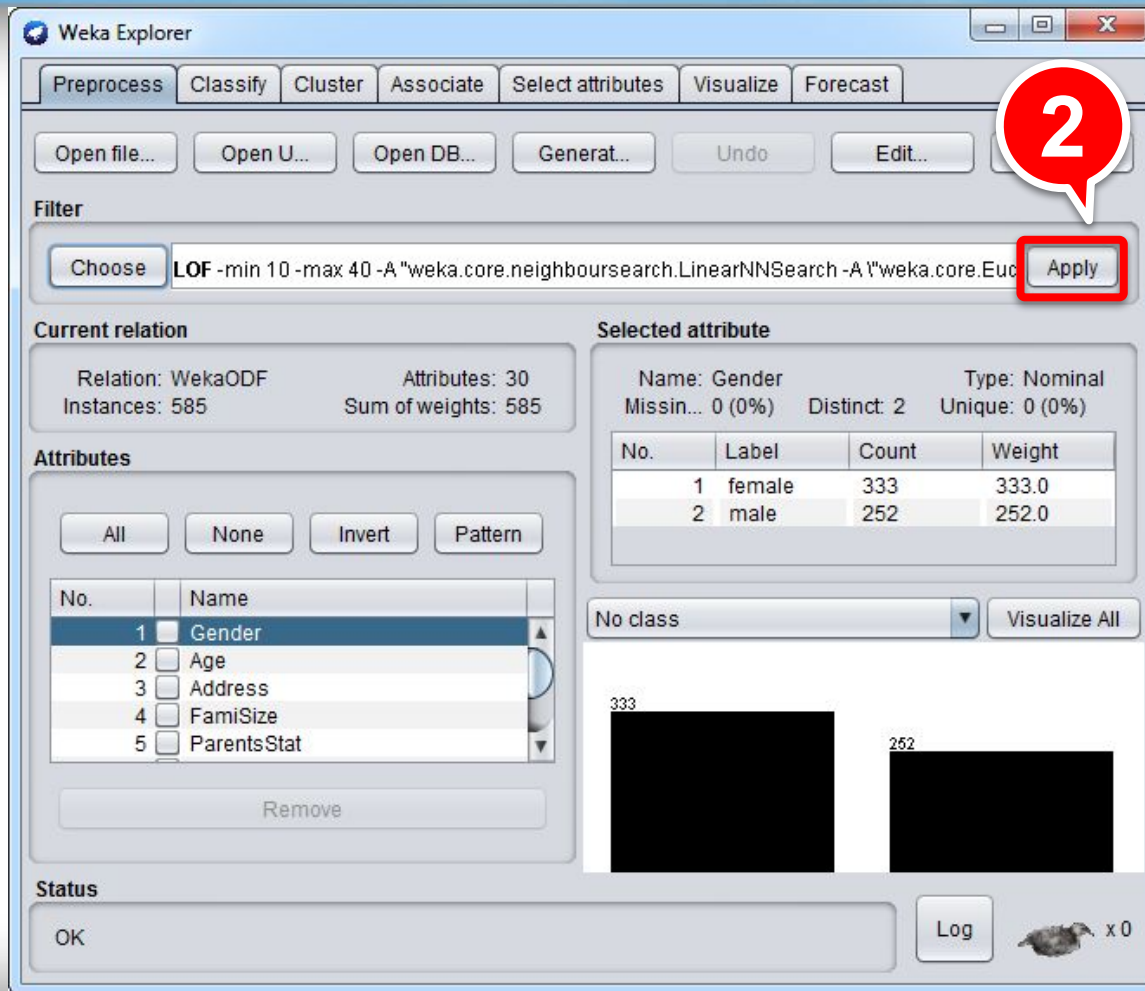 Weka Explorer
Preprocess Classify Cluster Associate Select attributes Visualize Forecast
2
Open file... Open U... Open DB... Generat... Undo Edit...
Filter
Choose LOF -min 10 -max 40 -A "weka.core.neighboursearch.LinearNNSearch -A \"weka.core.Euc Apply
Current relation
Relation: WekaODF Attributes: 30
Instances: 585 Sum of weights: 585
Selected attribute
Name: Gender Type: Nominal
Missin... 0 (0%) Distinct: 2 Unique: 0 (0%)
No. Label Count Weight
1 female 333 333.0
2 male 252 252.0
Attributes
All None Invert Pattern
No. Name
1 Gender
2 Age
3 Address
4 FamiSize
5 ParentsStat
Remove
No class Visualize All
333
252
Status
OK
Log x 0